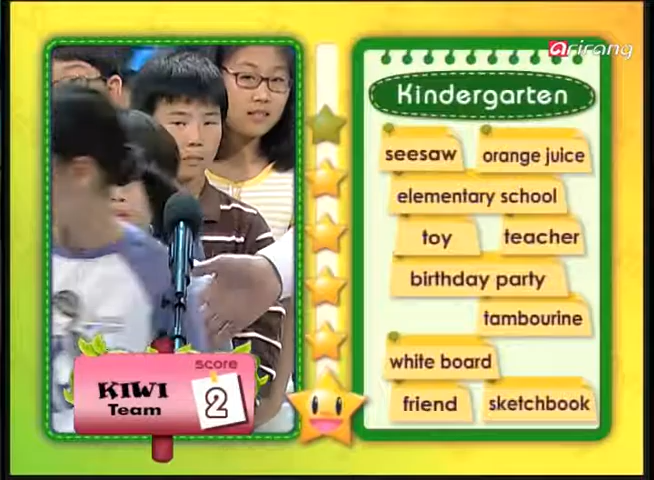 arirang
Kindergarten
seesaw
orange juice
elementary school
toy
teacher
birthday party
tambourine
white board
friend
sketchbook
score
KIWI
Team
2